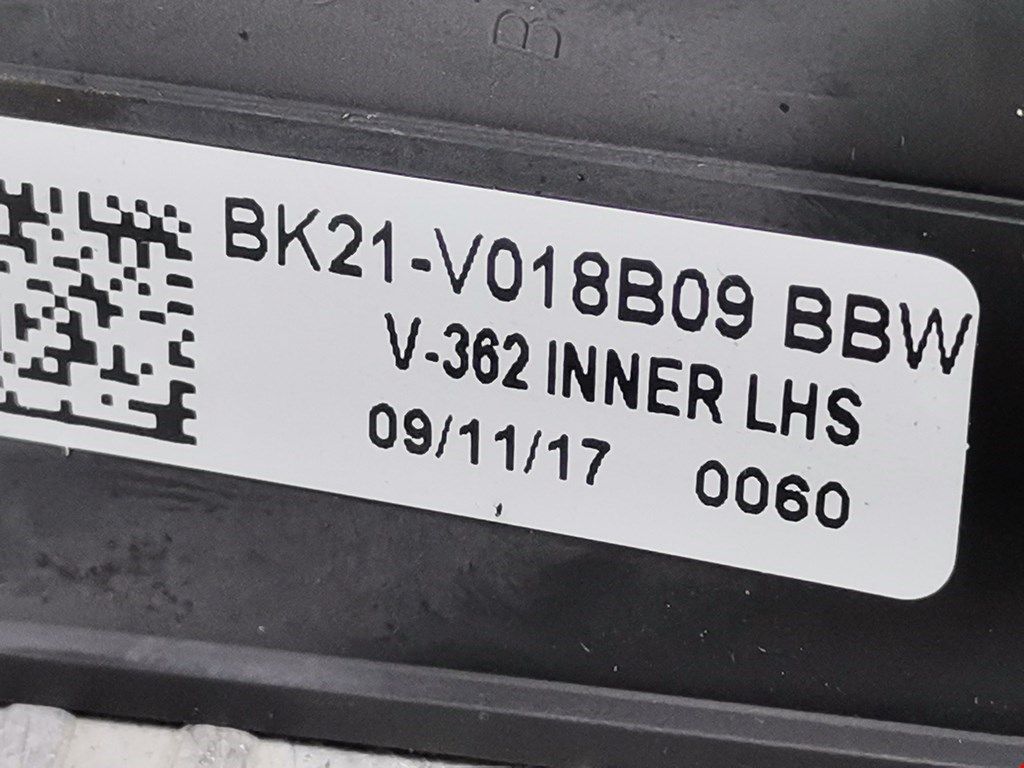 B
BK21-V018B09 BBW
V-362 INNER LHS
09/11/17 0060